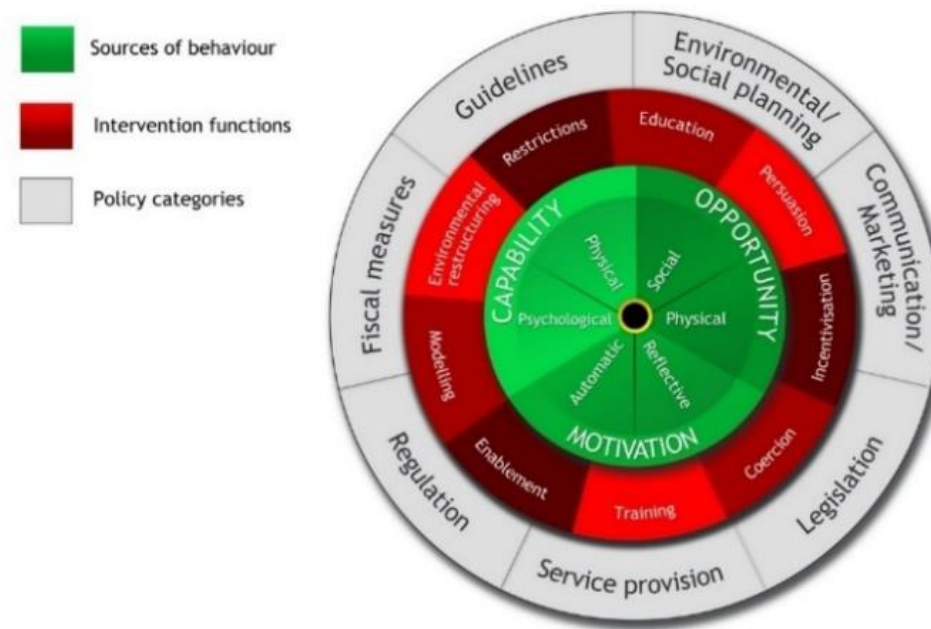 Sources of behaviour
Intervention functions
Policy categories
Guidelines
Environmental/
Social planning
Communication/
Marketing
Legislation
Service provision
Regulation
Fiscal measures
Restrictions
Education
Persuasion
Incentivisation
Coercion
Training
Enablement
Modelling
Environmental
restructuring
CAPABILITY
OPPORTUNITY
MOTIVATION
Physical
Social
Psychological
Physical
Automatic
Reflective